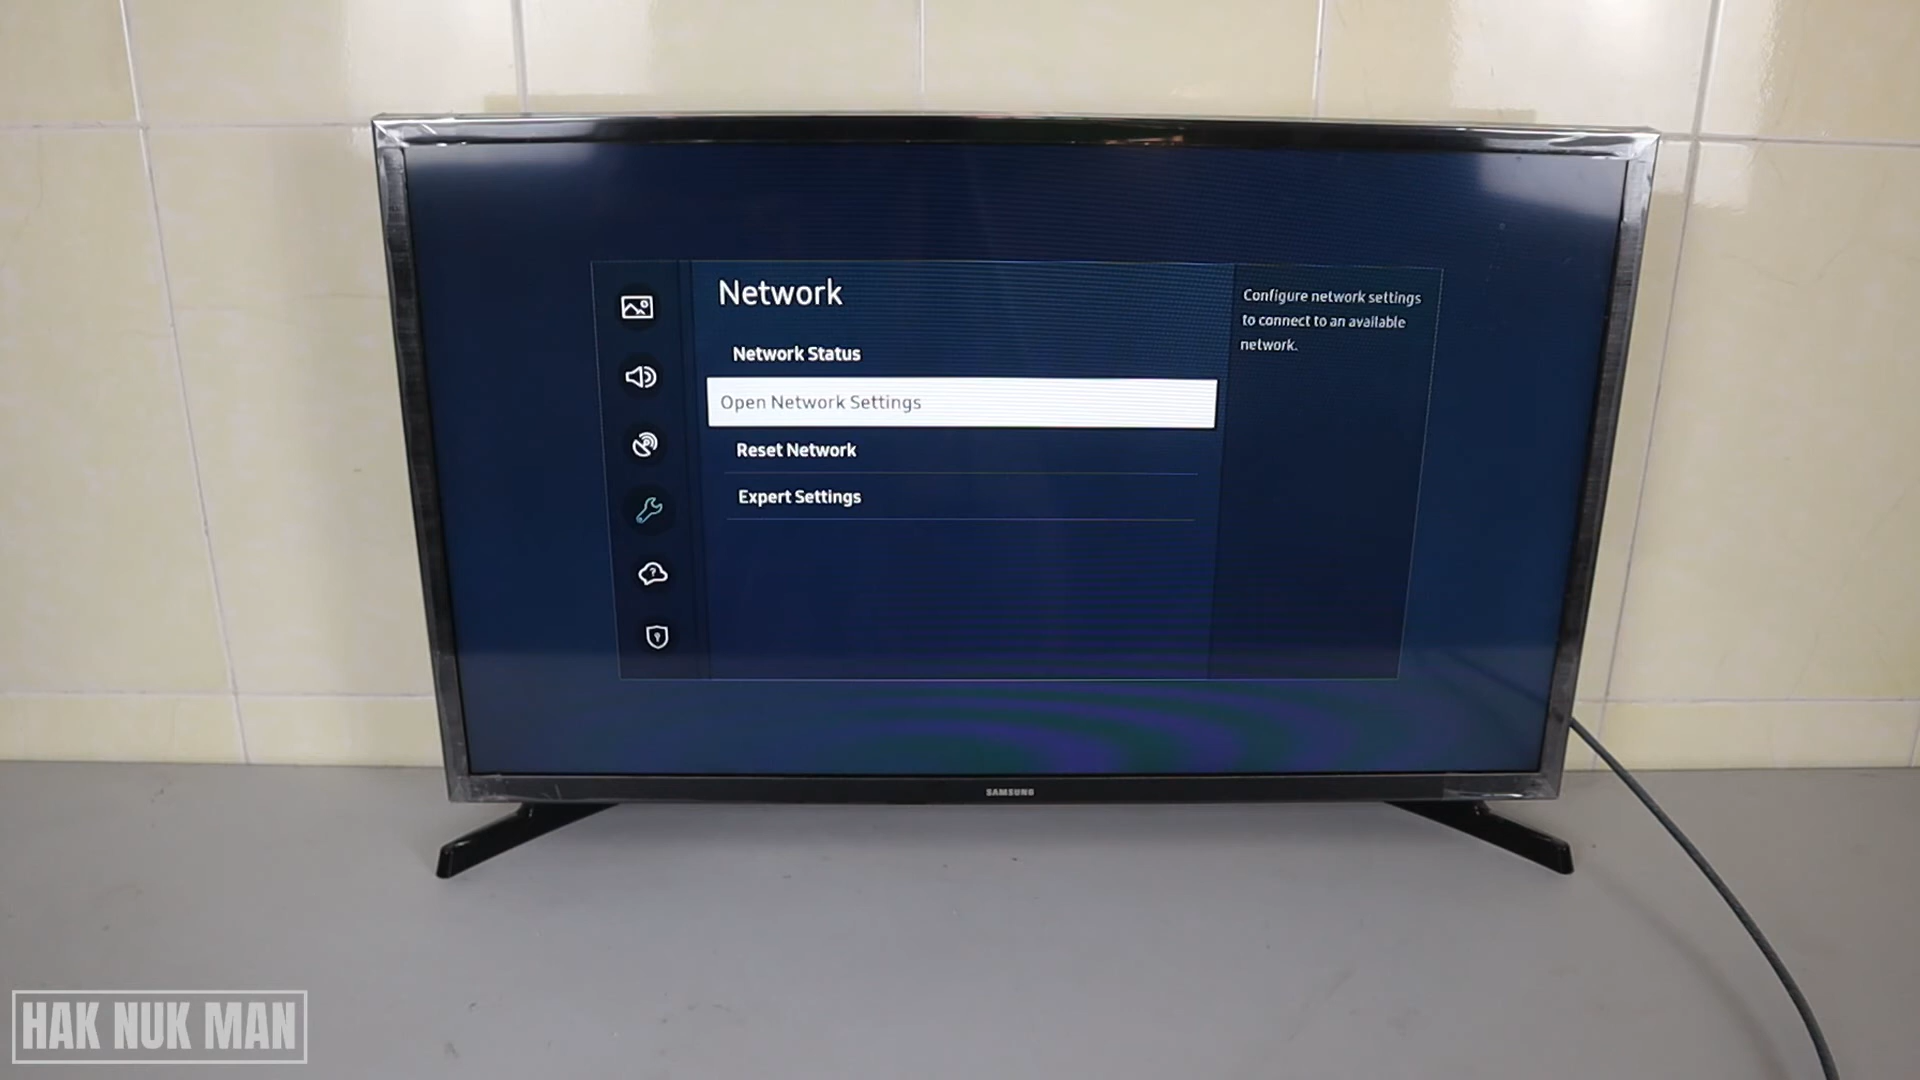 Network
Network Status
Open Network Settings
Reset Network
Expert Settings
Configure network settings
to connect to an available
network.
SAMSUNG
HAK NUK MAN